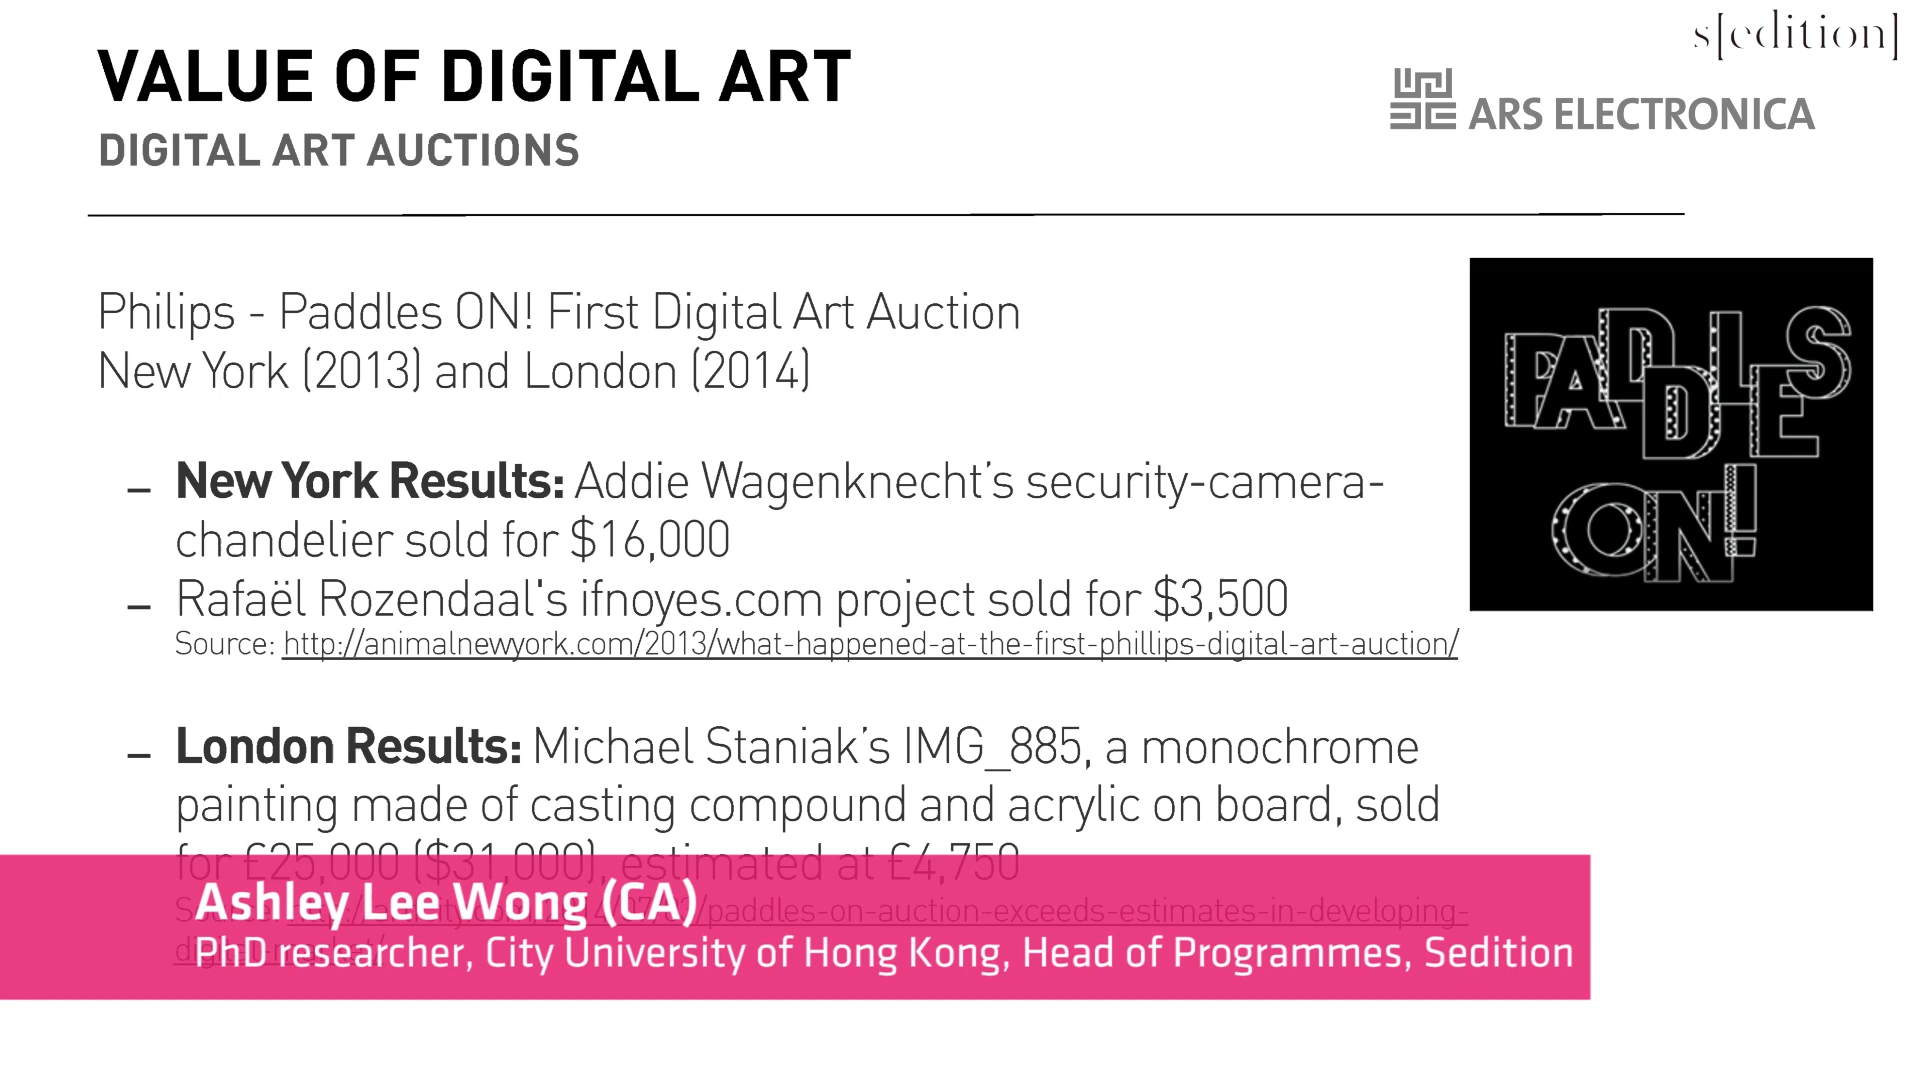 s[edition]
VALUE OF DIGITAL ART
ARS ELECTRONICA
DIGITAL ART AUCTIONS
Philips - Paddles ON! First Digital Art Auction
New York (2013) and London (2014)
PADDLES
ON!
– New York Results: Addie Wagenknecht’s security-camera-
chandelier sold for $16,000
– Rafaël Rozendaal's ifnoyes.com project sold for $3,500
Source: http://animalnewyork.com/2013/what-happened-at-the-first-phillips-digital-art-auction/
– London Results: Michael Staniak’s IMG_885, a monochrome
painting made of casting compound and acrylic on board, sold
for £25,000 ($31,000), estimated at £4,750
/paddles-on-auction-exceeds-estimates-in-developing-
Ashley Lee Wong (CA)
PhD researcher, City University of Hong Kong, Head of Programmes, Sedition